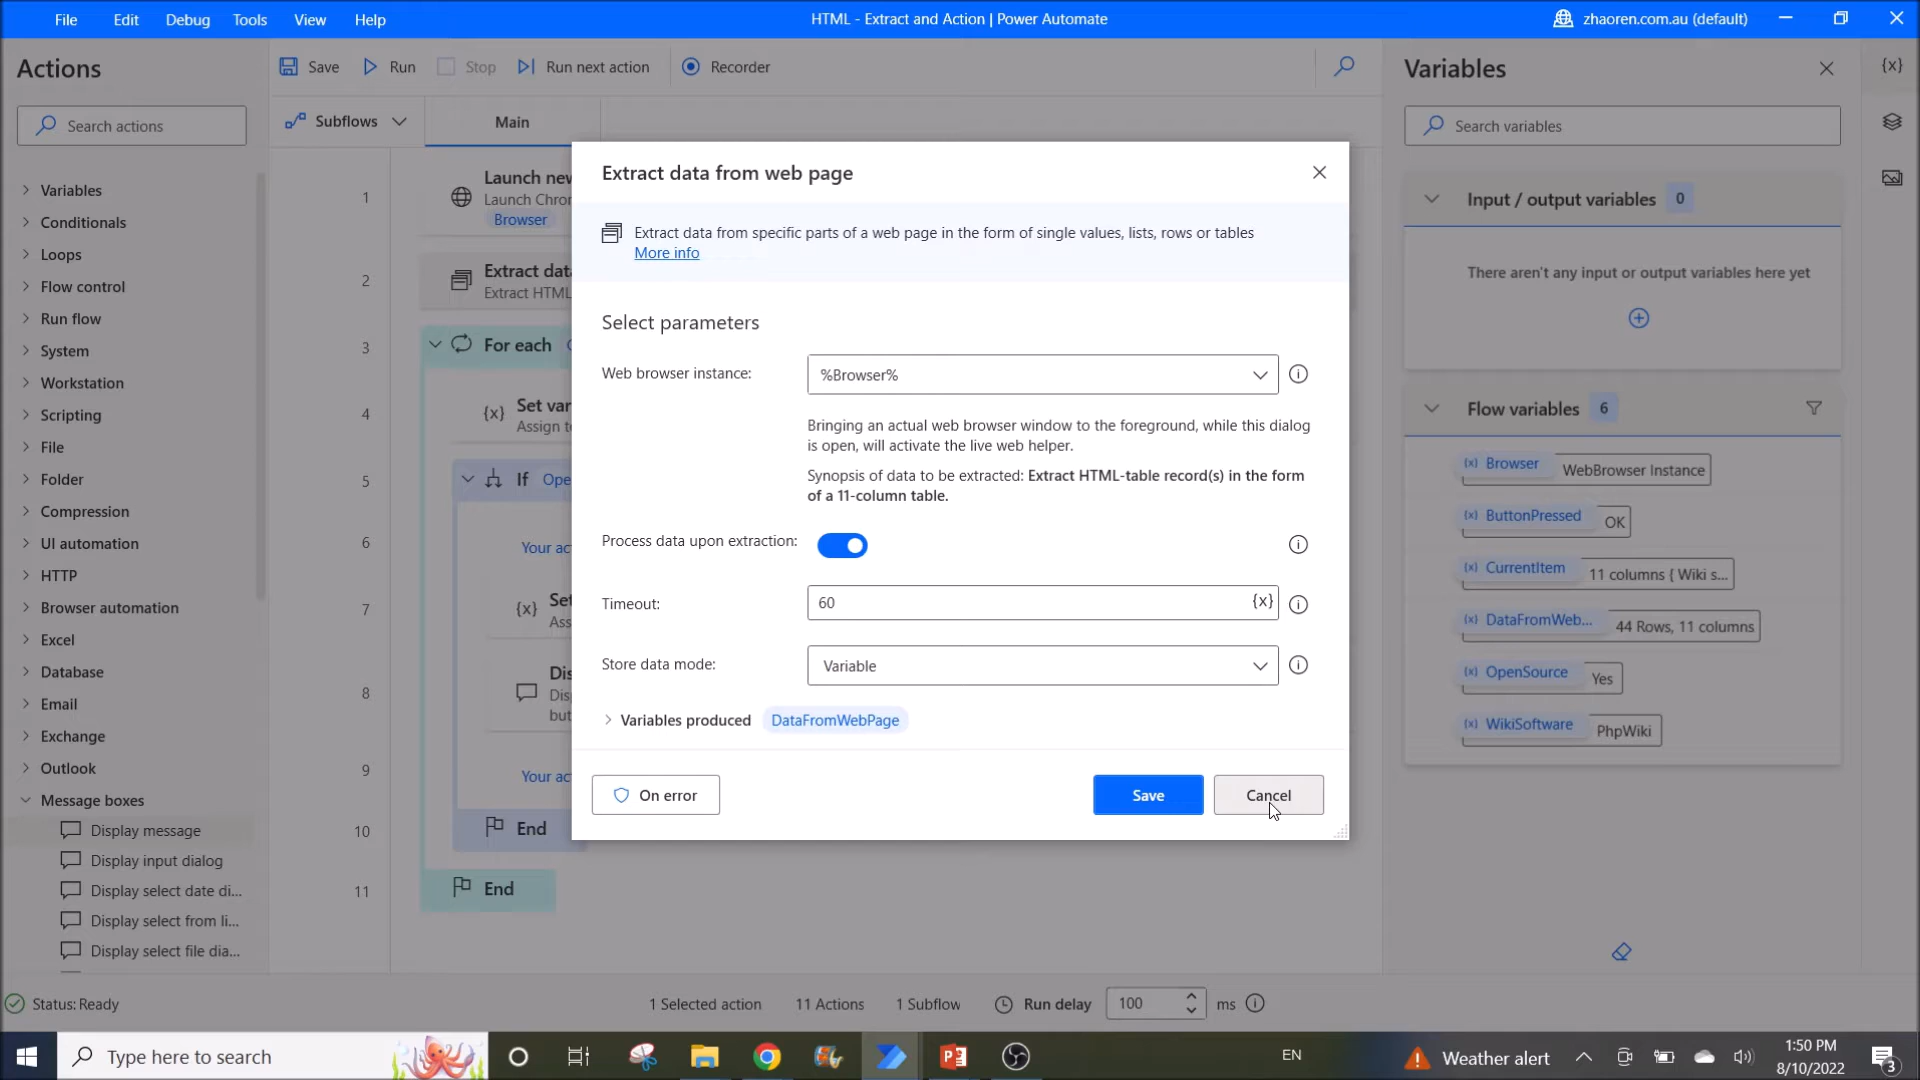 File Edit Debug Tools View Help HTML - Extract and Action | Power Automate zhaoren.com.au (default)
Actions
Save Run Stop Run next action Recorder
Variables
{x}
Search actions
Subflows Main
Search variables
Variables
Conditionals
Loops
Flow control
Run flow
System
Workstation
Scripting
File
Folder
Compression
UI automation
HTTP
Browser automation
Excel
Database
Email
Exchange
Outlook
Message boxes
Display message
Display input dialog
Display select date di...
Display select from li...
Display select file dia...
1 Launch new
Launch Chro
Browser
2 Extract data
Extract HTML
3 For each
4 {x} Set var
Assign to
5 If Ope
6 Your ac
7 {x} Set
Ass
8 Dis
Dis
but
9 Your ac
10 End
11 End
Extract data from web page
Extract data from specific parts of a web page in the form of single values, lists, rows or tables
More info
Select parameters
Web browser instance: %Browser%
Bringing an actual web browser window to the foreground, while this dialog
is open, will activate the live web helper.
Synopsis of data to be extracted: Extract HTML-table record(s) in the form
of a 11-column table.
Process data upon extraction:
Timeout: 60 {x}
Store data mode: Variable
Variables produced DataFromWebPage
On error Save Cancel
Input / output variables 0
There aren't any input or output variables here yet
Flow variables 6
{x} Browser WebBrowser Instance
{x} ButtonPressed OK
{x} CurrentItem 11 columns { Wiki s...
{x} DataFromWeb... 44 Rows, 11 columns
{x} OpenSource Yes
{x} WikiSoftware PhpWiki
Status: Ready 1 Selected action 11 Actions 1 Subflow Run delay 100 ms
Type here to search EN Weather alert 1:50 PM
8/10/2022
3